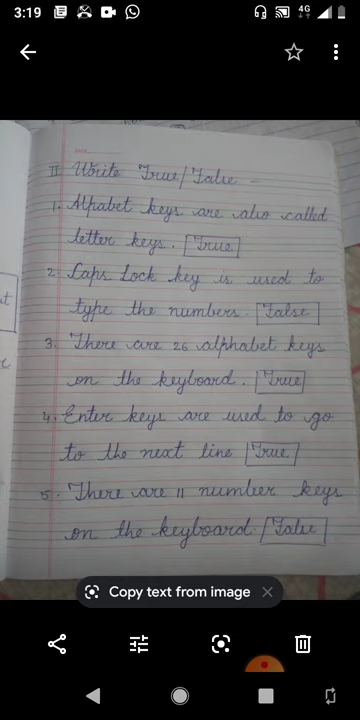 3:19
4G
II Write True/False -
1. Alpabet keys are also called
letter keys. True
2. Caps Lock key is used to
type the numbers. False
3. There are 26 alphabet keys
on the keyboard. True
4. Enter keys are used to go
to the next line True
5. There are 11 number keys
on the keyboard. False
Copy text from image